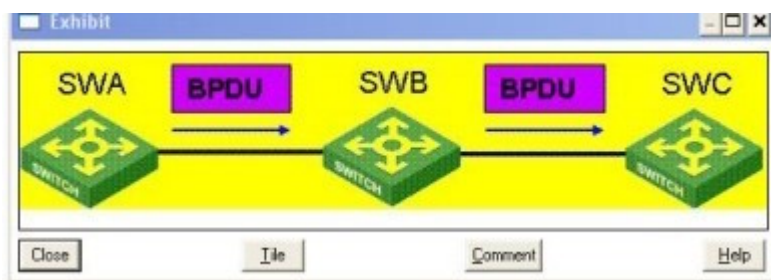 Exhibit
SWA BPDU SWB BPDU SWC
SWITCH SWITCH SWITCH
Close Tile Comment Help